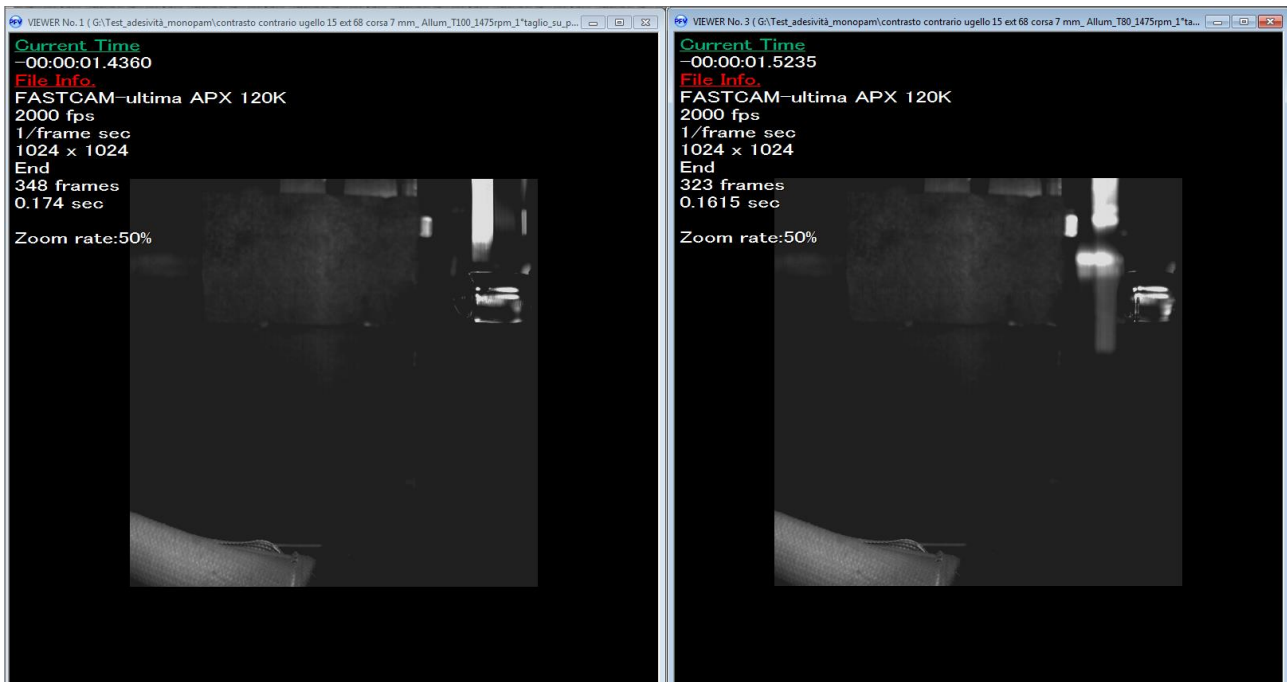 VIEWER No. 1 ( G:\Test_adesività_monopam\contrasto contrario ugello 15 ext 68 corsa 7 mm_ Allum_T100_1475rpm_1"taglio_su_p...
Current Time
-00:00:01.4360
File Info.
FASTCAM-ultima APX 120K
2000 fps
1/frame sec
1024 x 1024
End
348 frames
0.174 sec
Zoom rate:50%
VIEWER No. 3 ( G:\Test_adesività_monopam\contrasto contrario ugello 15 ext 68 corsa 7 mm_ Allum_T80_1475rpm_1"ta...
Current Time
-00:00:01.5235
File Info.
FASTCAM-ultima APX 120K
2000 fps
1/frame sec
1024 x 1024
End
323 frames
0.1615 sec
Zoom rate:50%